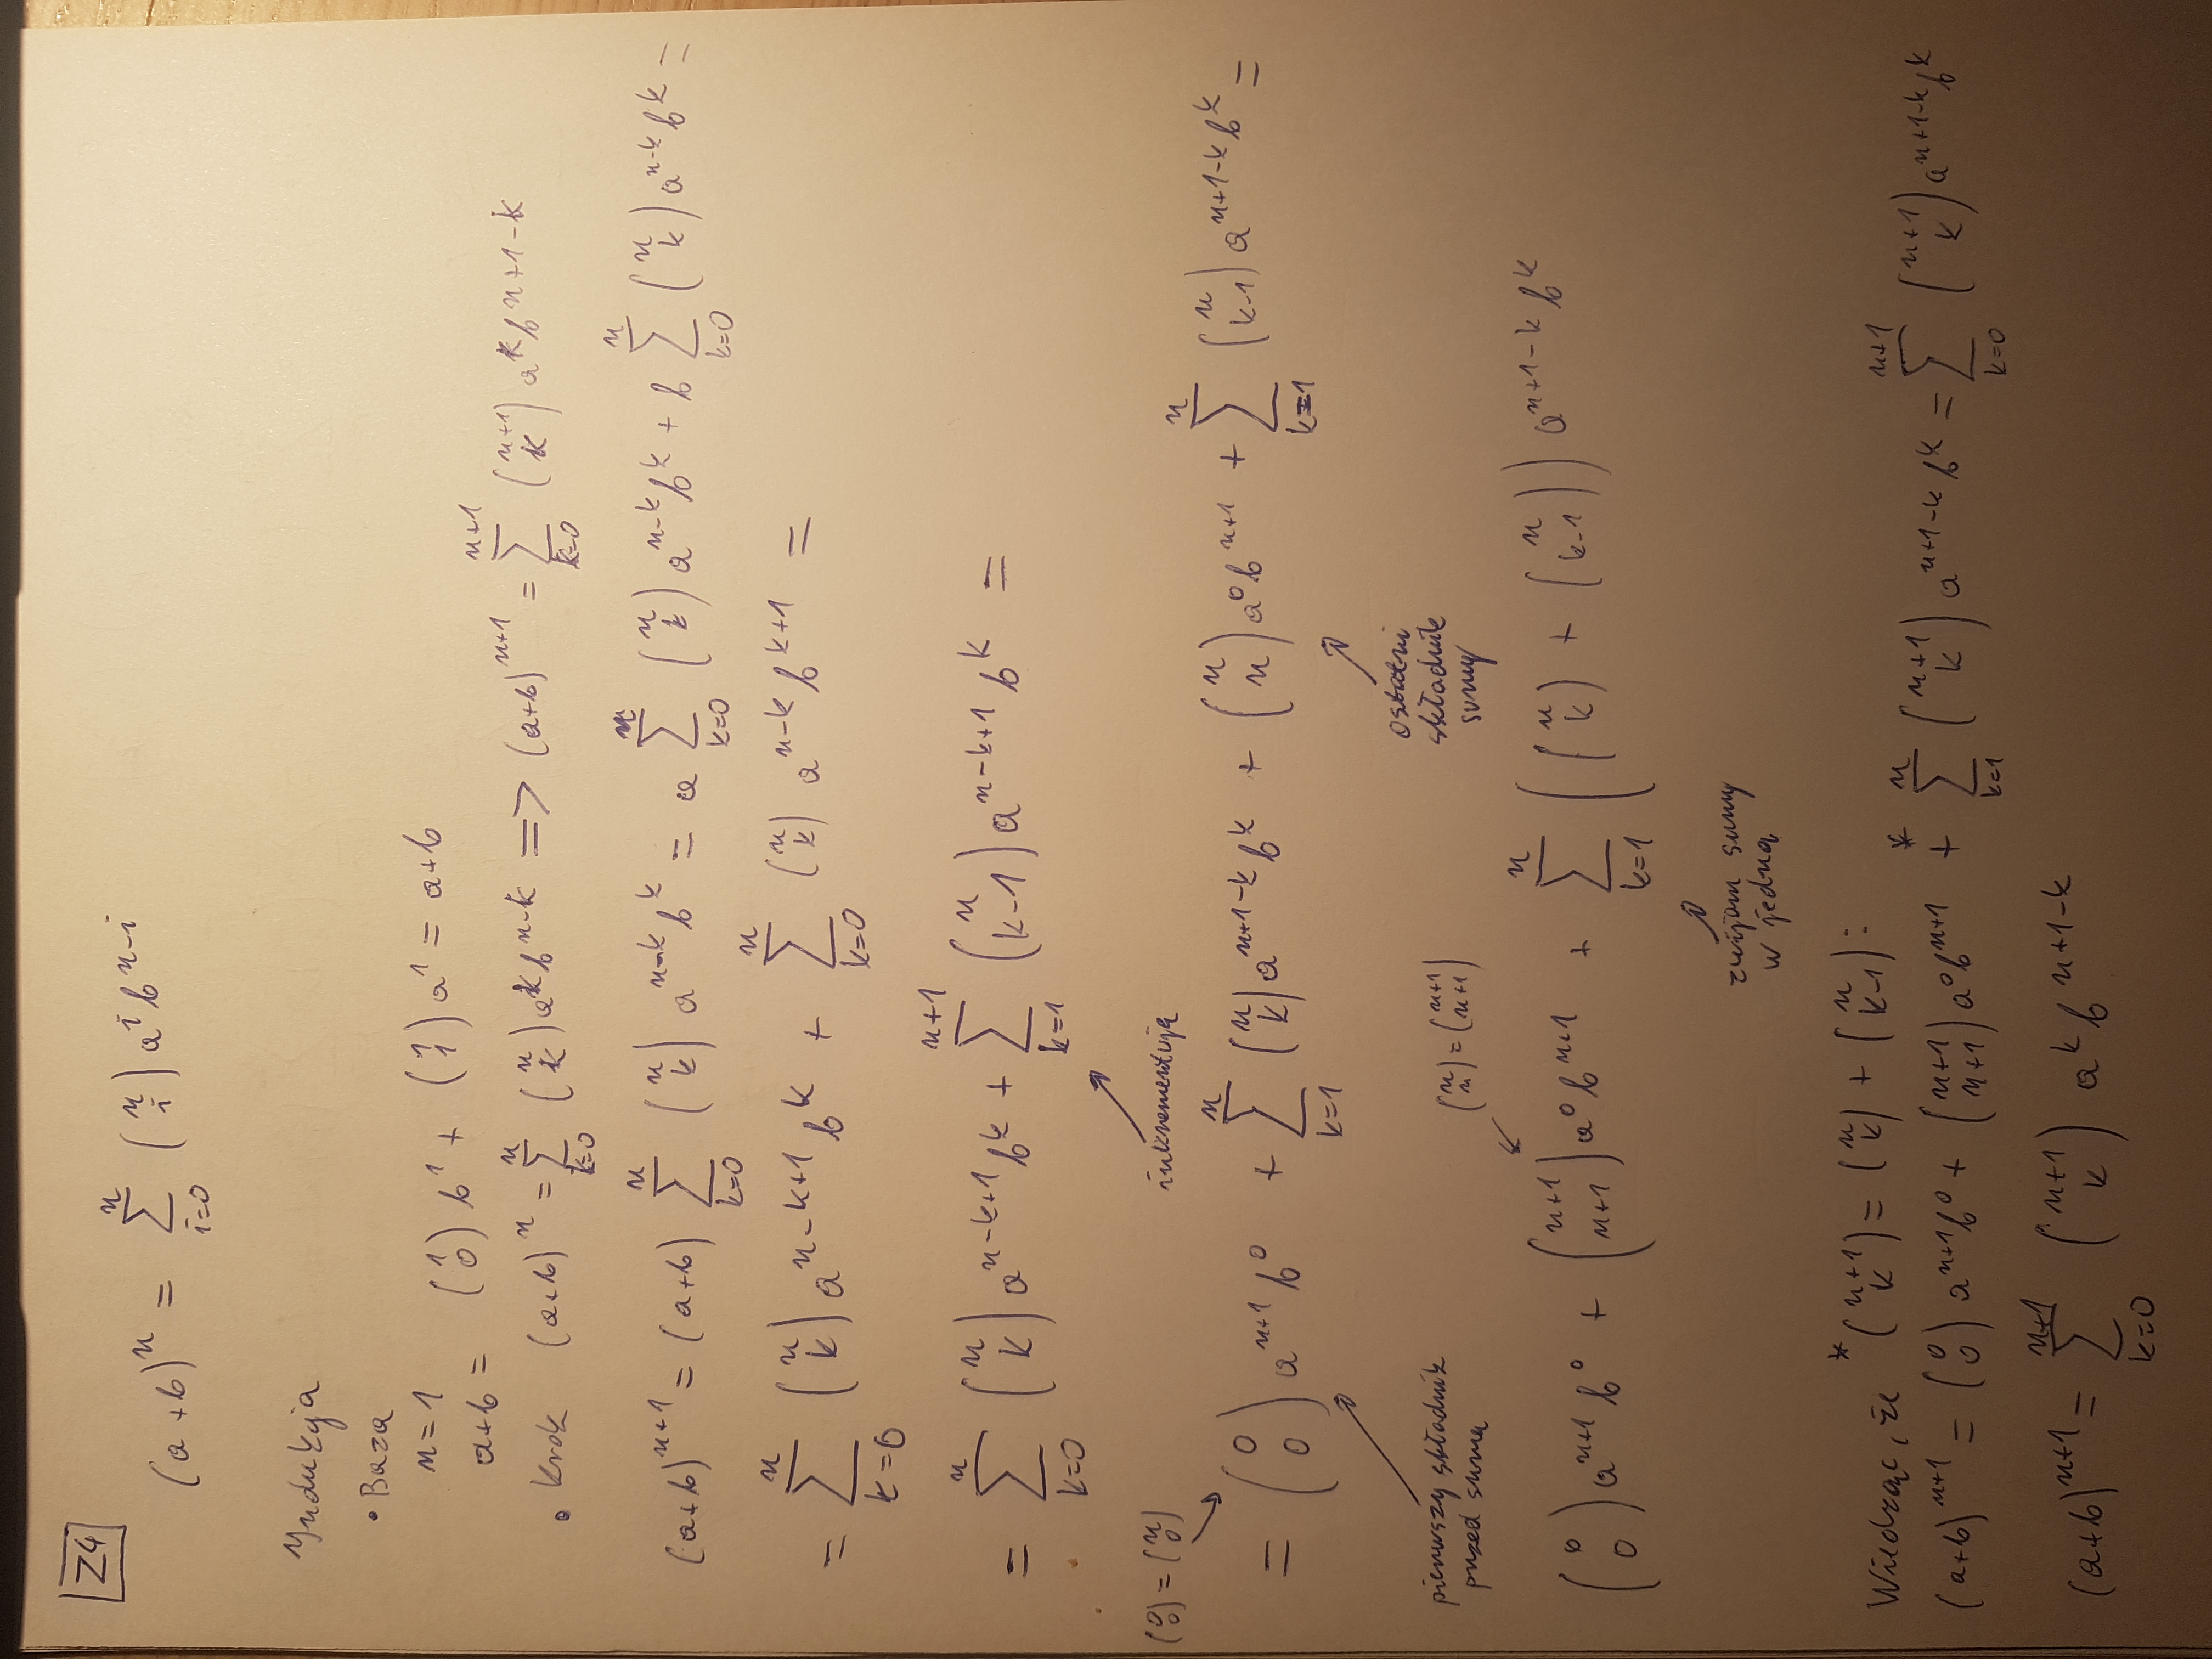 Z4
(a+b)^n = \sum_{i=0}^{n} \binom{n}{i} a^i b^{n-i}
Indukcja
• Baza
n=1
a+b = \binom{1}{0} b^1 + \binom{1}{1} a^1 = a+b
• Krok (a+b)^n = \sum_{k=0}^{n} \binom{n}{k} a^k b^{n-k} => (a+b)^{n+1} = \sum_{k=0}^{n+1} \binom{n+1}{k} a^k b^{n+1-k}
(a+b)^{n+1} = (a+b) \sum_{k=0}^{n} \binom{n}{k} a^{n-k} b^k = a \sum_{k=0}^{n} \binom{n}{k} a^{n-k} b^k + b \sum_{k=0}^{n} \binom{n}{k} a^{n-k} b^k =
= \sum_{k=0}^{n} \binom{n}{k} a^{n-k+1} b^k + \sum_{k=0}^{n} \binom{n}{k} a^{n-k} b^{k+1} =
= \sum_{k=0}^{n} \binom{n}{k} a^{n-k+1} b^k + \sum_{k=1}^{n+1} \binom{n}{k-1} a^{n-k+1} b^k =
inkrementuję
\binom{0}{0} = \binom{n}{0}
= \binom{0}{0} a^{n+1} b^0 + \sum_{k=1}^{n} \binom{n}{k} a^{n+1-k} b^k + \binom{n}{n} a^0 b^{n+1} + \sum_{k=1}^{n} \binom{n}{k-1} a^{n+1-k} b^k =
pierwszy składnik
przed sumą
ostatni
składnik
sumy
\binom{n}{n} = \binom{n+1}{n+1}
\binom{0}{0} a^{n+1} b^0 + \binom{n+1}{n+1} a^0 b^{n+1} + \sum_{k=1}^{n} \left( \binom{n}{k} + \binom{n}{k-1} \right) a^{n+1-k} b^k
zwijam sumy
w jedną
Wiedząc, że * \binom{n+1}{k} = \binom{n}{k} + \binom{n}{k-1} :
(a+b)^{n+1} = \binom{0}{0} a^{n+1} b^0 + \binom{n+1}{n+1} a^0 b^{n+1} +^* \sum_{k=1}^{n} \binom{n+1}{k} a^{n+1-k} b^k = \sum_{k=0}^{n+1} \binom{n+1}{k} a^{n+1-k} b^k
(a+b)^{n+1} = \sum_{k=0}^{n+1} \binom{n+1}{k} a^k b^{n+1-k}